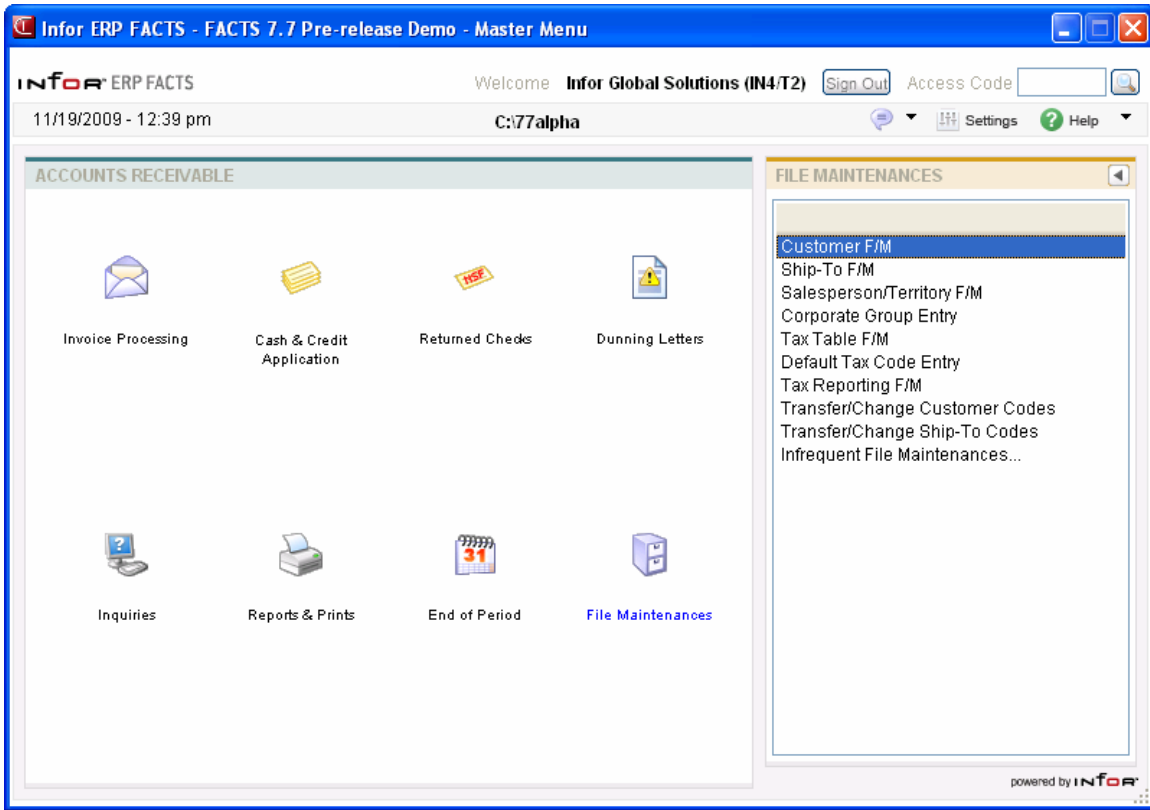 Infor ERP FACTS - FACTS 7.7 Pre-release Demo - Master Menu
infor ERP FACTS
Welcome Infor Global Solutions (IN4/T2) Sign Out Access Code
11/19/2009 - 12:39 pm C:\77alpha Settings ? Help
ACCOUNTS RECEIVABLE
Invoice Processing
Cash & Credit
Application
NSF
Returned Checks
Dunning Letters
?
Inquiries
Reports & Prints
31
End of Period
File Maintenances
FILE MAINTENANCES
Customer F/M
Ship-To F/M
Salesperson/Territory F/M
Corporate Group Entry
Tax Table F/M
Default Tax Code Entry
Tax Reporting F/M
Transfer/Change Customer Codes
Transfer/Change Ship-To Codes
Infrequent File Maintenances...
powered by infor